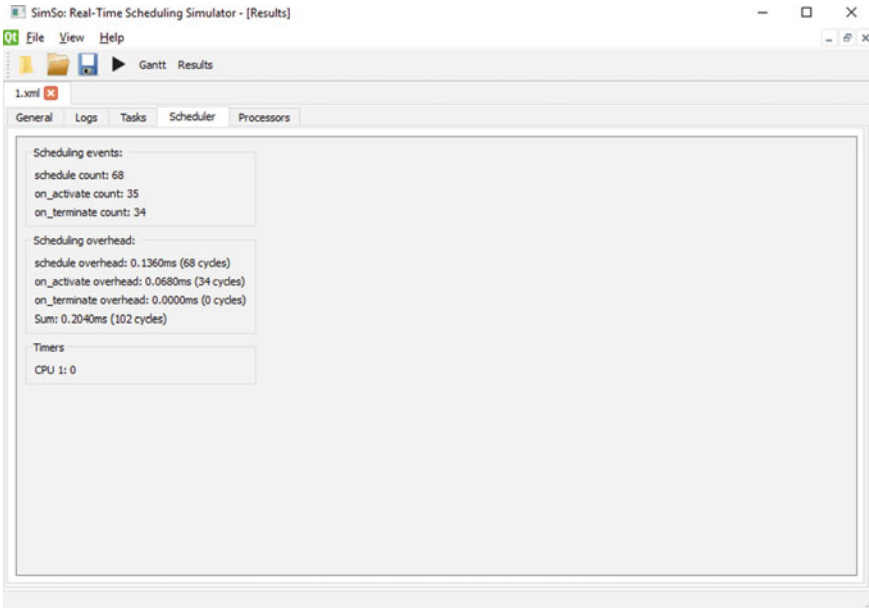 SimSo: Real-Time Scheduling Simulator - [Results]
Qt File View Help
Gantt Results
1.xml
General Logs Tasks Scheduler Processors
Scheduling events:
schedule count: 68
on_activate count: 35
on_terminate count: 34
Scheduling overhead:
schedule overhead: 0.1360ms (68 cycles)
on_activate overhead: 0.0680ms (34 cycles)
on_terminate overhead: 0.0000ms (0 cycles)
Sum: 0.2040ms (102 cycles)
Timers
CPU 1: 0